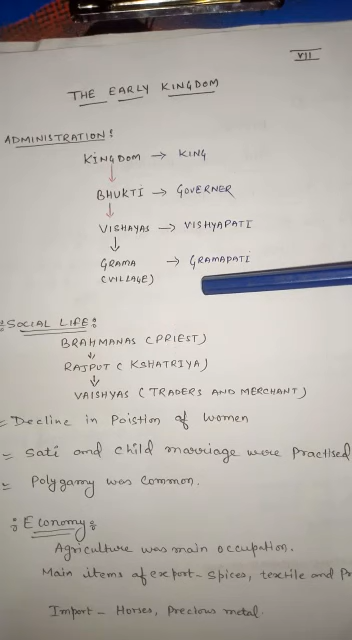 VII
THE EARLY KINGDOM
ADMINISTRATION:
KINGDOM → KING
BHUKTI → GOVERNER
VISHAYAS → VISHYAPATI
GRAMA → GRAMAPATI
(VILLAGE)
:SOCIAL LIFE:
BRAHMANAS (PRIEST)
RAJPUT (KSHATRIYA)
VAISHYAS (TRADERS AND MERCHANT)
= Decline in Poistion of women
= Sati and child marriage were Practised
= Polygamy was common.
:Economy:
Agriculture was main occupation.
Main items of export - Spices, textile and
Import - Horses, Precious metal.